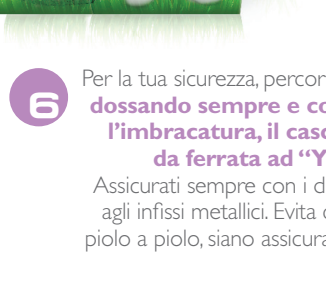 6
Per la tua sicurezza, percor
dossando sempre e co
l'imbracatura, il casc
da ferrata ad “Y
Assicurati sempre con i d
agli infissi metallici. Evita
piolo a piolo, siano assicura